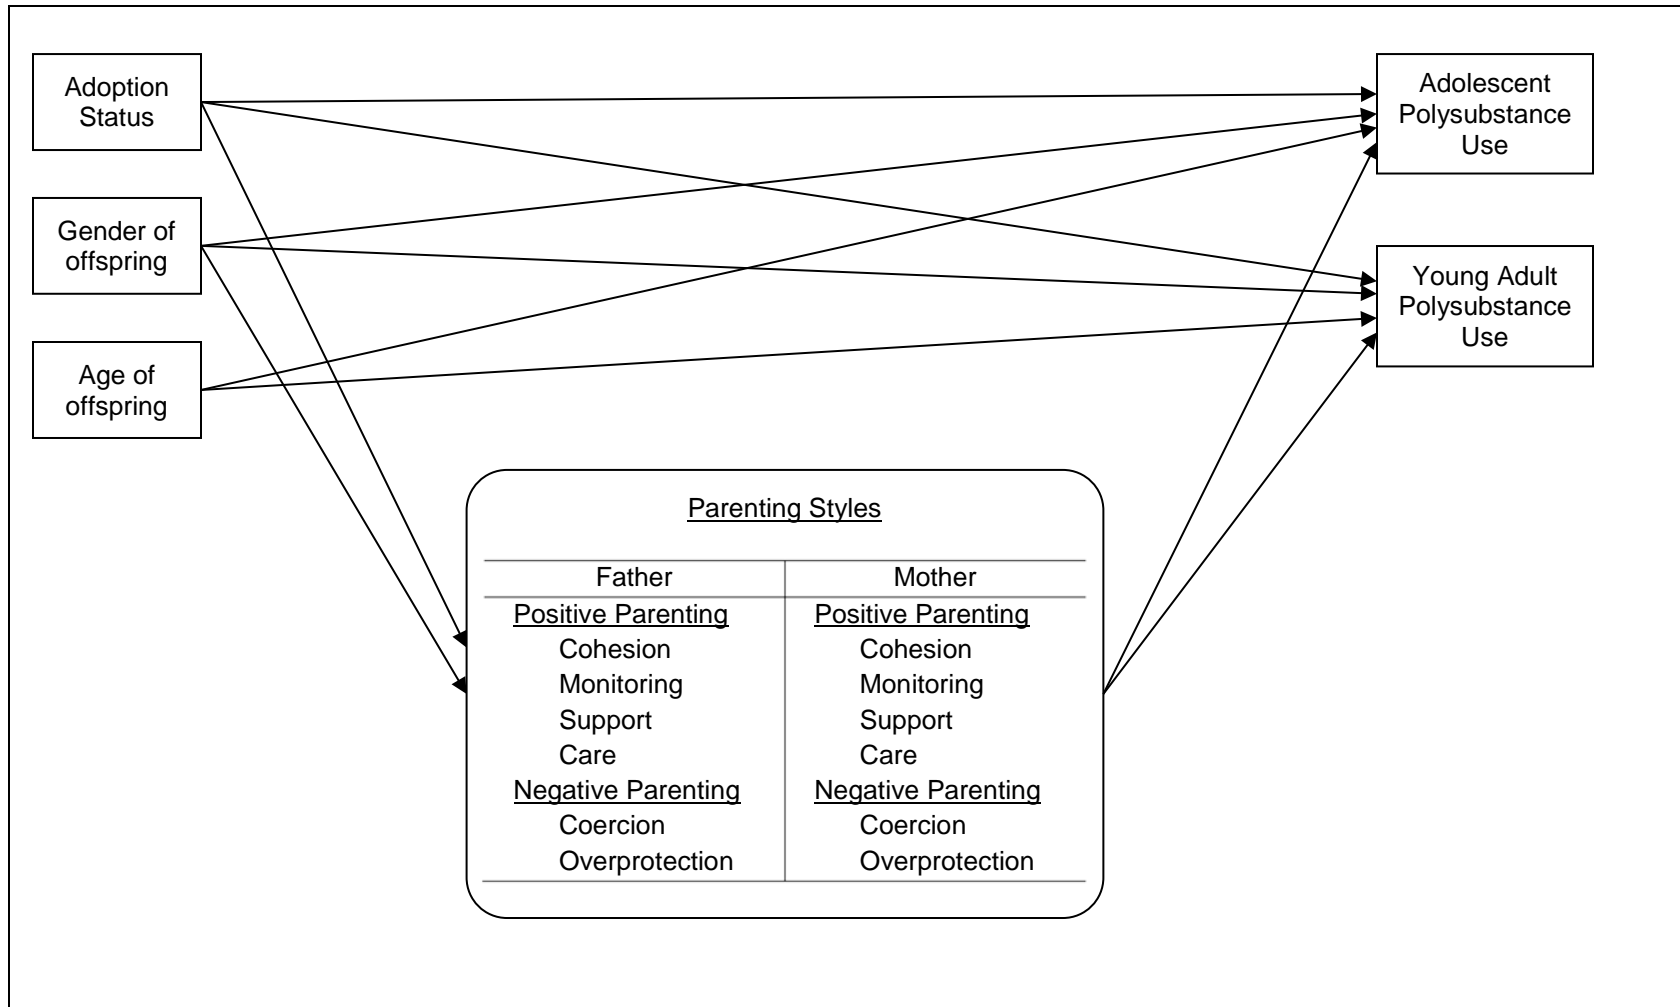 Adoption
Status
Gender of
offspring
Age of
offspring
Adolescent
Polysubstance
Use
Young Adult
Polysubstance
Use
Parenting Styles
Father Mother
Positive Parenting Positive Parenting
Cohesion Cohesion
Monitoring Monitoring
Support Support
Care Care
Negative Parenting Negative Parenting
Coercion Coercion
Overprotection Overprotection